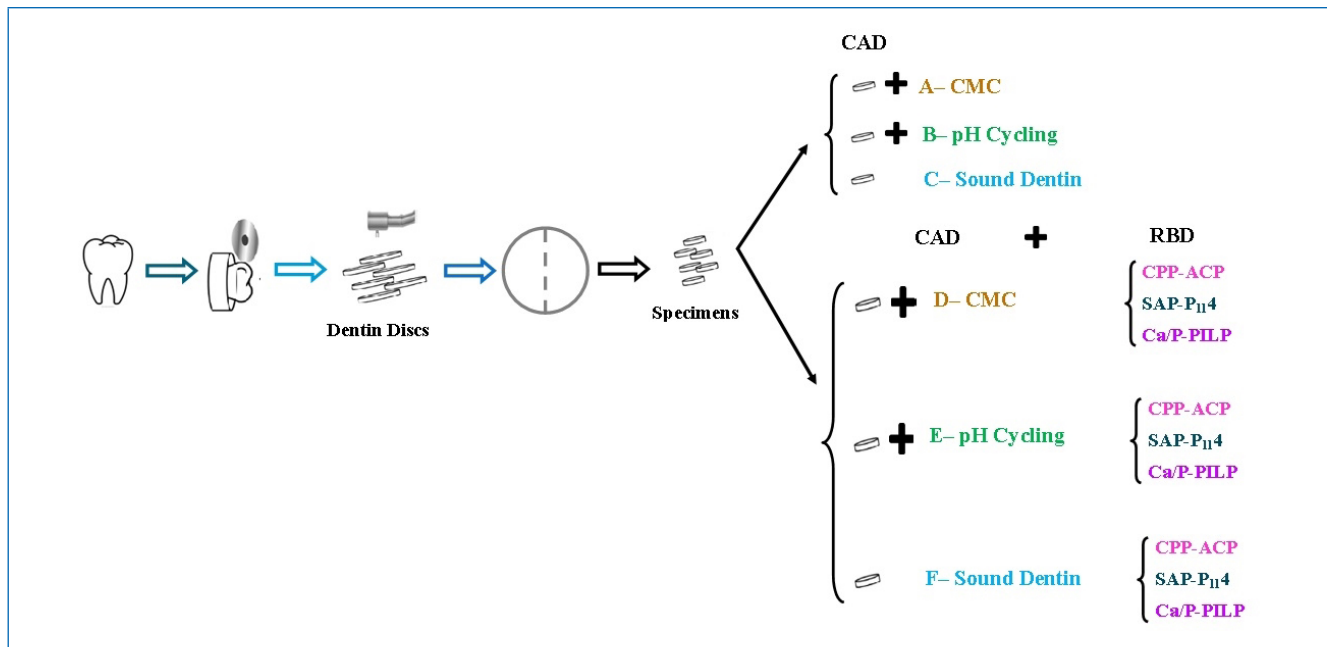 CAD
A– CMC
B– pH Cycling
C– Sound Dentin
Dentin Discs
Specimens
CAD
RBD
D– CMC
CPP-ACP
SAP-P₁₁4
Ca/P-PILP
E– pH Cycling
CPP-ACP
SAP-P₁₁4
Ca/P-PILP
F– Sound Dentin
CPP-ACP
SAP-P₁₁4
Ca/P-PILP